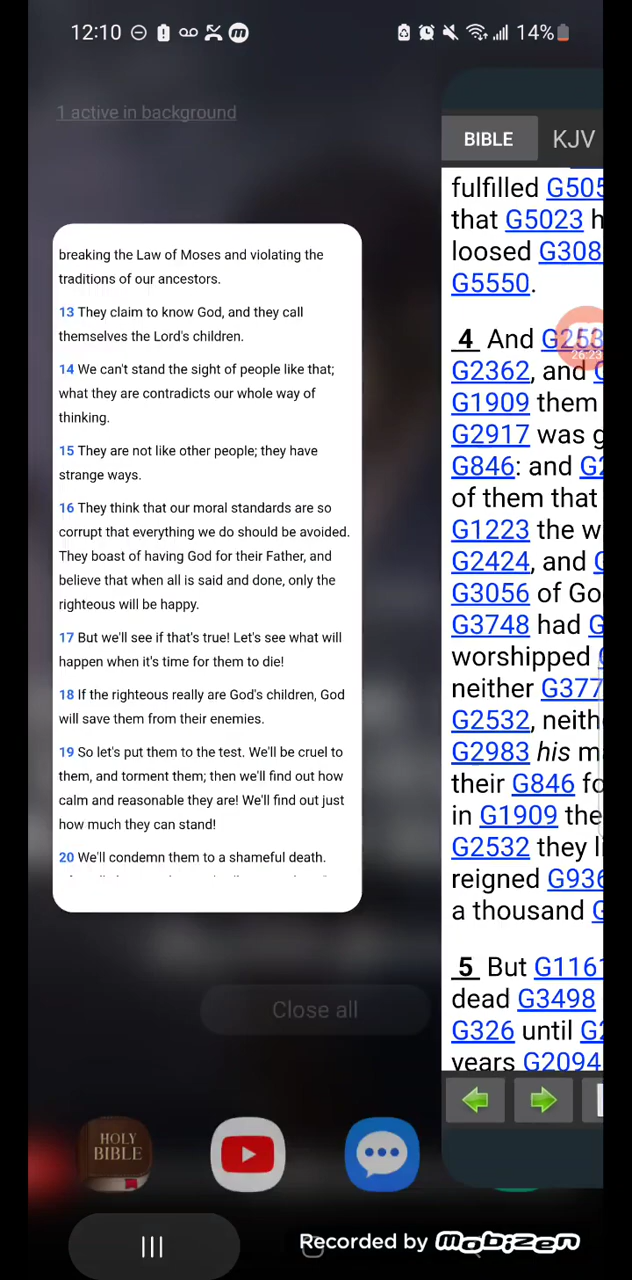 12:10
14%
1 active in background
breaking the Law of Moses and violating the
traditions of our ancestors.
13 They claim to know God, and they call
themselves the Lord's children.
14 We can't stand the sight of people like that;
what they are contradicts our whole way of
thinking.
15 They are not like other people; they have
strange ways.
16 They think that our moral standards are so
corrupt that everything we do should be avoided.
They boast of having God for their Father, and
believe that when all is said and done, only the
righteous will be happy.
17 But we'll see if that's true! Let's see what will
happen when it's time for them to die!
18 If the righteous really are God's children, God
will save them from their enemies.
19 So let's put them to the test. We'll be cruel to
them, and torment them; then we'll find out how
calm and reasonable they are! We'll find out just
how much they can stand!
20 We'll condemn them to a shameful death.
Close all
BIBLE KJV
fulfilled G505
that G5023 h
loosed G308
G5550.
4 And G253
26:23
G2362, and
G1909 them
G2917 was g
G846: and G2
of them that
G1223 the w
G2424, and
G3056 of Go
G3748 had
worshipped
neither G377
G2532, neith
G2983 his m
their G846 fo
in G1909 the
G2532 they li
reigned G936
a thousand
5 But G1161
dead G3498
G326 until G2
years G2094
HOLY
BIBLE
Recorded by Mobizen